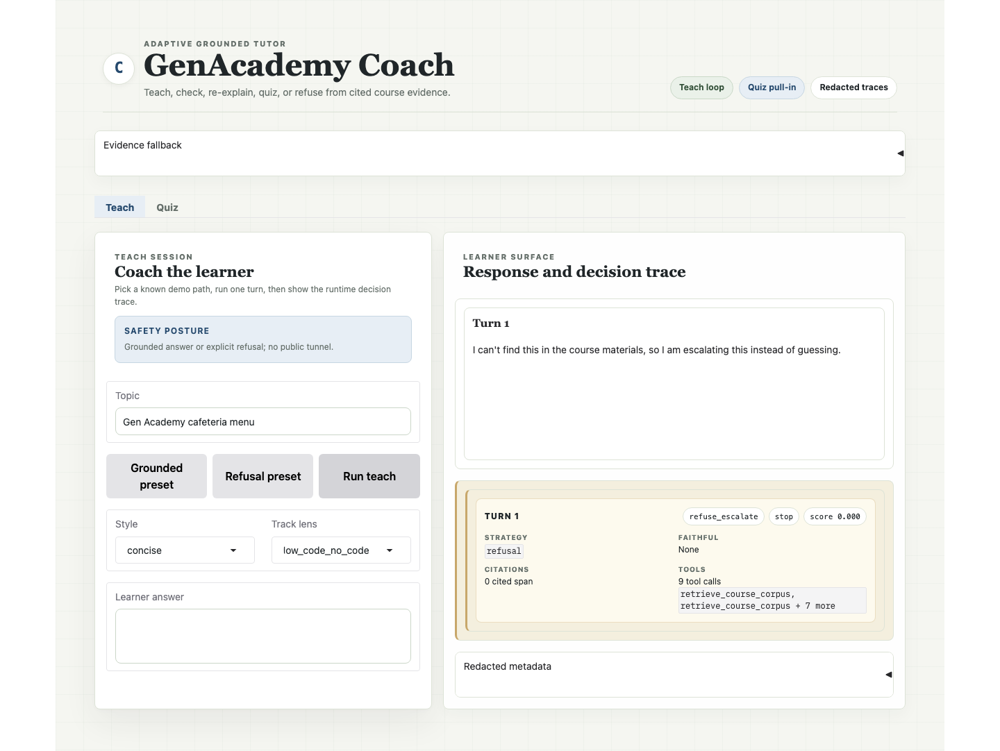 ADAPTIVE GROUNDED TUTOR
C
GenAcademy Coach
Teach, check, re-explain, quiz, or refuse from cited course evidence.
Teach loop
Quiz pull-in
Redacted traces
Evidence fallback
Teach
Quiz
TEACH SESSION
Coach the learner
Pick a known demo path, run one turn, then show the runtime decision
trace.
SAFETY POSTURE
Grounded answer or explicit refusal; no public tunnel.
Topic
Gen Academy cafeteria menu
Grounded
preset
Refusal preset
Run teach
Style
Track lens
concise
low_code_no_code
Learner answer
LEARNER SURFACE
Response and decision trace
Turn 1
I can't find this in the course materials, so I am escalating this instead of guessing.
TURN 1
refuse_escalate
stop
score 0.000
STRATEGY
refusal
FAITHFUL
None
CITATIONS
0 cited span
TOOLS
9 tool calls
retrieve_course_corpus,
retrieve_course_corpus + 7 more
Redacted metadata